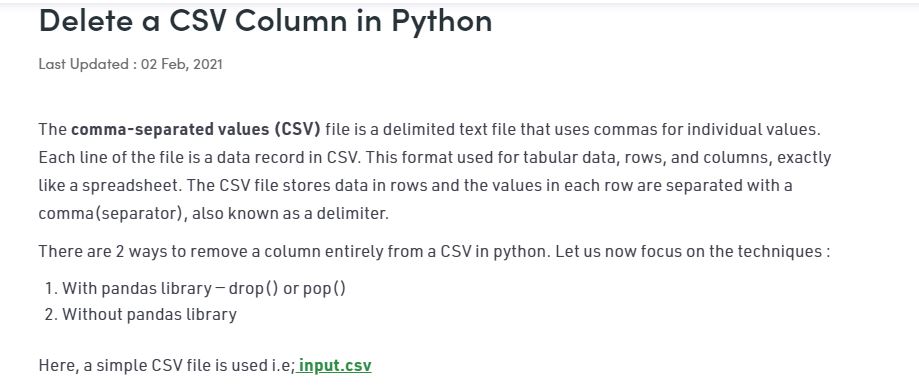 Delete a CSV Column in Python
Last Updated : 02 Feb, 2021
The comma-separated values (CSV) file is a delimited text file that uses commas for individual values.
Each line of the file is a data record in CSV. This format used for tabular data, rows, and columns, exactly
like a spreadsheet. The CSV file stores data in rows and the values in each row are separated with a
comma(separator), also known as a delimiter.
There are 2 ways to remove a column entirely from a CSV in python. Let us now focus on the techniques :
1. With pandas library — drop() or pop()
2. Without pandas library
Here, a simple CSV file is used i.e; input.csv